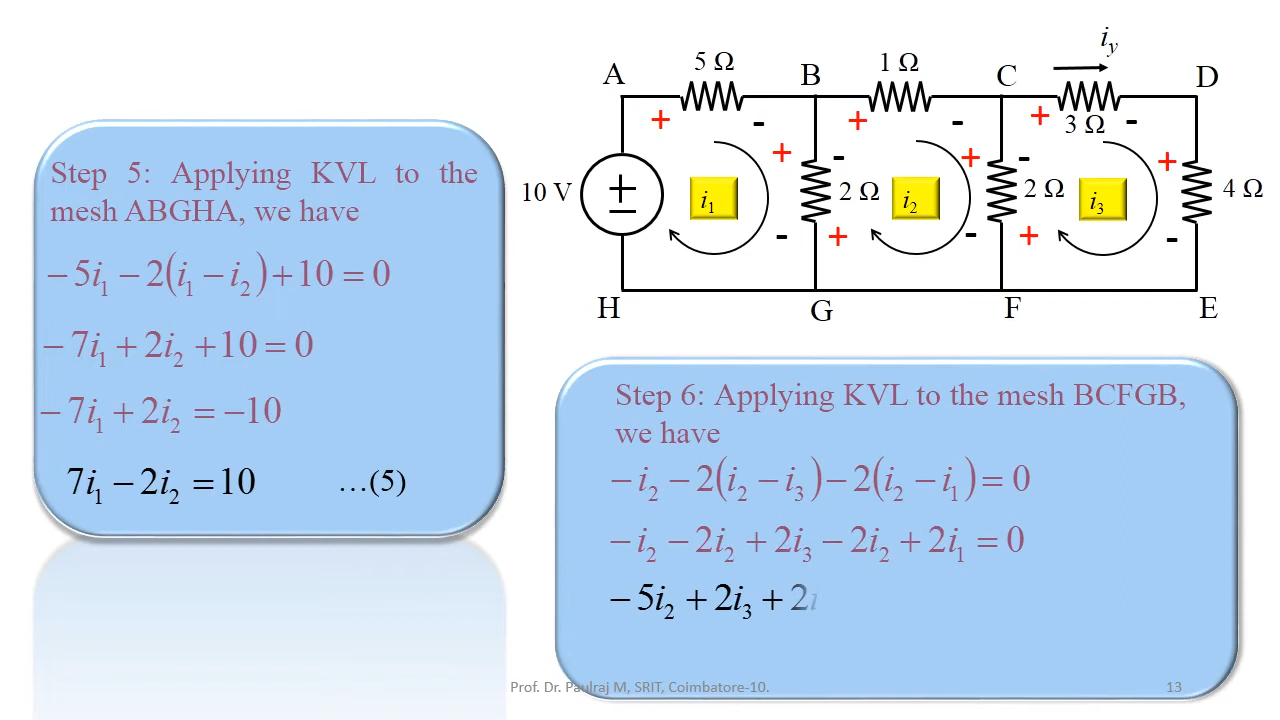 Step 5: Applying KVL to the
mesh ABGHA, we have
−5i₁ − 2(i₁ − i₂) + 10 = 0
−7i₁ + 2i₂ + 10 = 0
−7i₁ + 2i₂ = −10
7i₁ − 2i₂ = 10 …(5)
i_y
5 Ω 1 Ω
A B C D
+ - + - + 3 Ω -
+ - + - +
10 V + − i₁ 2 Ω i₂ 2 Ω i₃ 4 Ω
- + - + -
H G F E
Step 6: Applying KVL to the mesh BCFGB,
we have
−i₂ − 2(i₂ − i₃) − 2(i₂ − i₁) = 0
−i₂ − 2i₂ + 2i₃ − 2i₂ + 2i₁ = 0
−5i₂ + 2i₃ + 2i
Prof. Dr. Paulraj M, SRIT, Coimbatore-10. 13